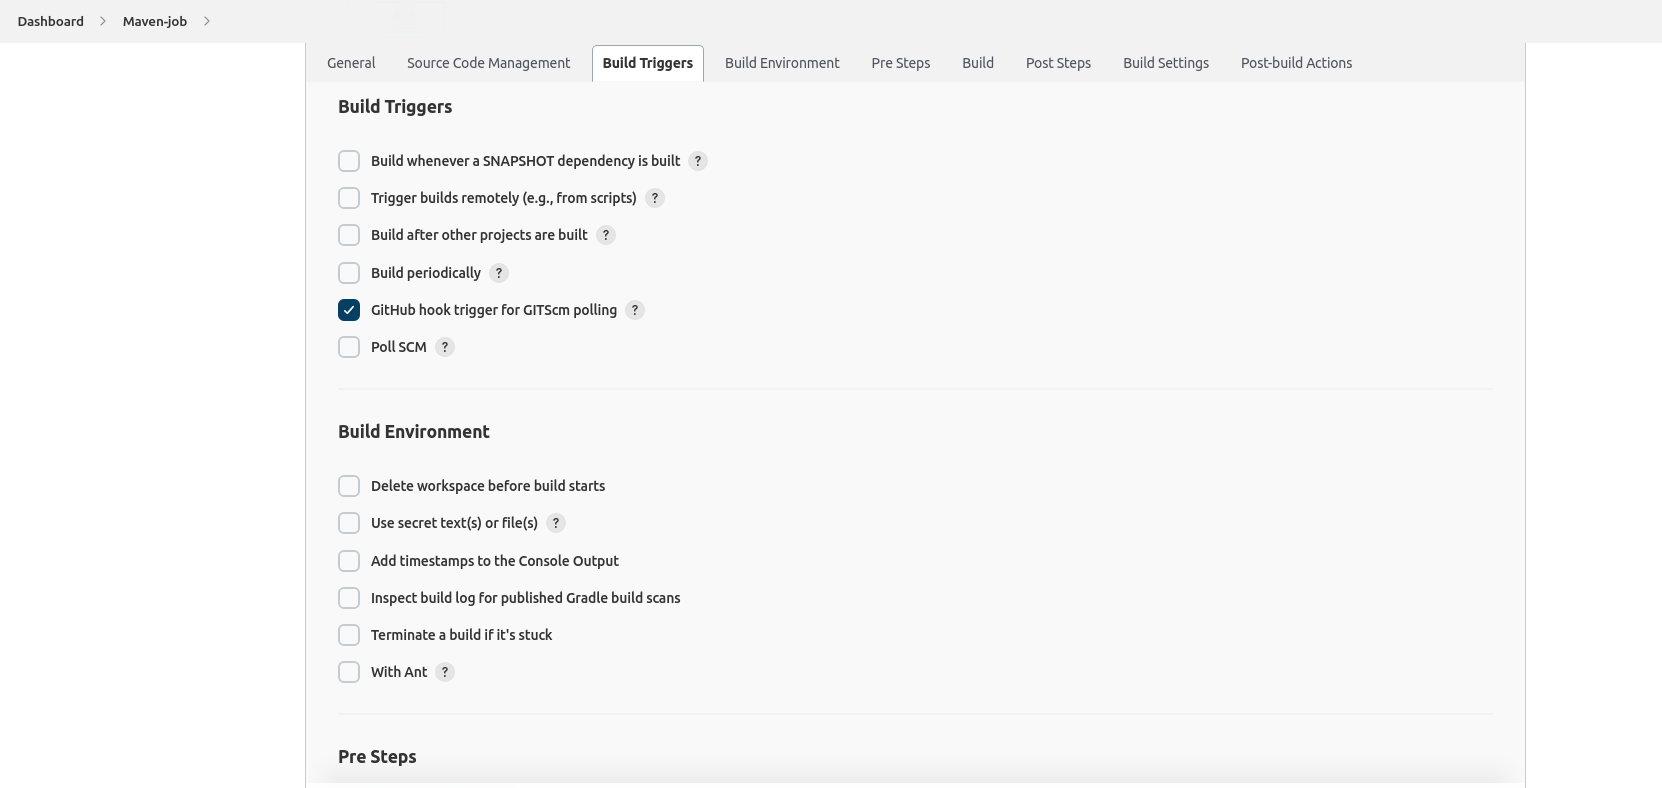 Dashboard > Maven-job >
General Source Code Management Build Triggers Build Environment Pre Steps Build Post Steps Build Settings Post-build Actions
Build Triggers
Build whenever a SNAPSHOT dependency is built ?
Trigger builds remotely (e.g., from scripts) ?
Build after other projects are built ?
Build periodically ?
GitHub hook trigger for GITScm polling ?
Poll SCM ?
Build Environment
Delete workspace before build starts
Use secret text(s) or file(s) ?
Add timestamps to the Console Output
Inspect build log for published Gradle build scans
Terminate a build if it's stuck
With Ant ?
Pre Steps